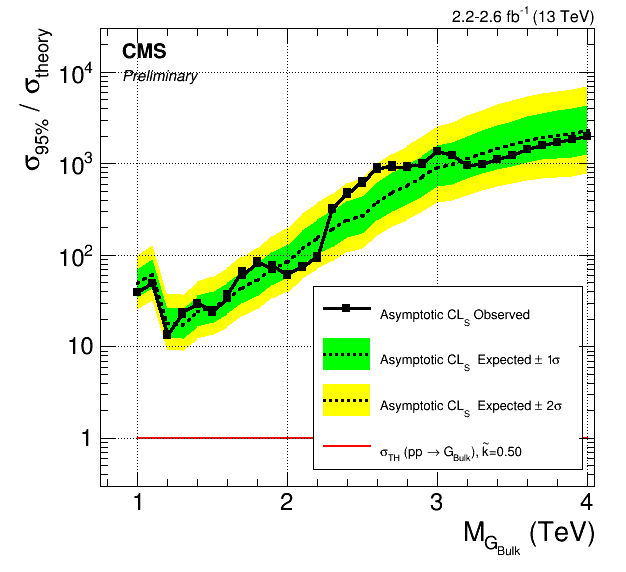 2.2-2.6 fb⁻¹ (13 TeV)
CMS
Preliminary
σ95% / σtheory
10⁴
10³
10²
10
1
Asymptotic CLS Observed
Asymptotic CLS Expected ± 1σ
Asymptotic CLS Expected ± 2σ
σTH (pp → GBulk), k̃=0.50
1 2 3 4
MGBulk (TeV)